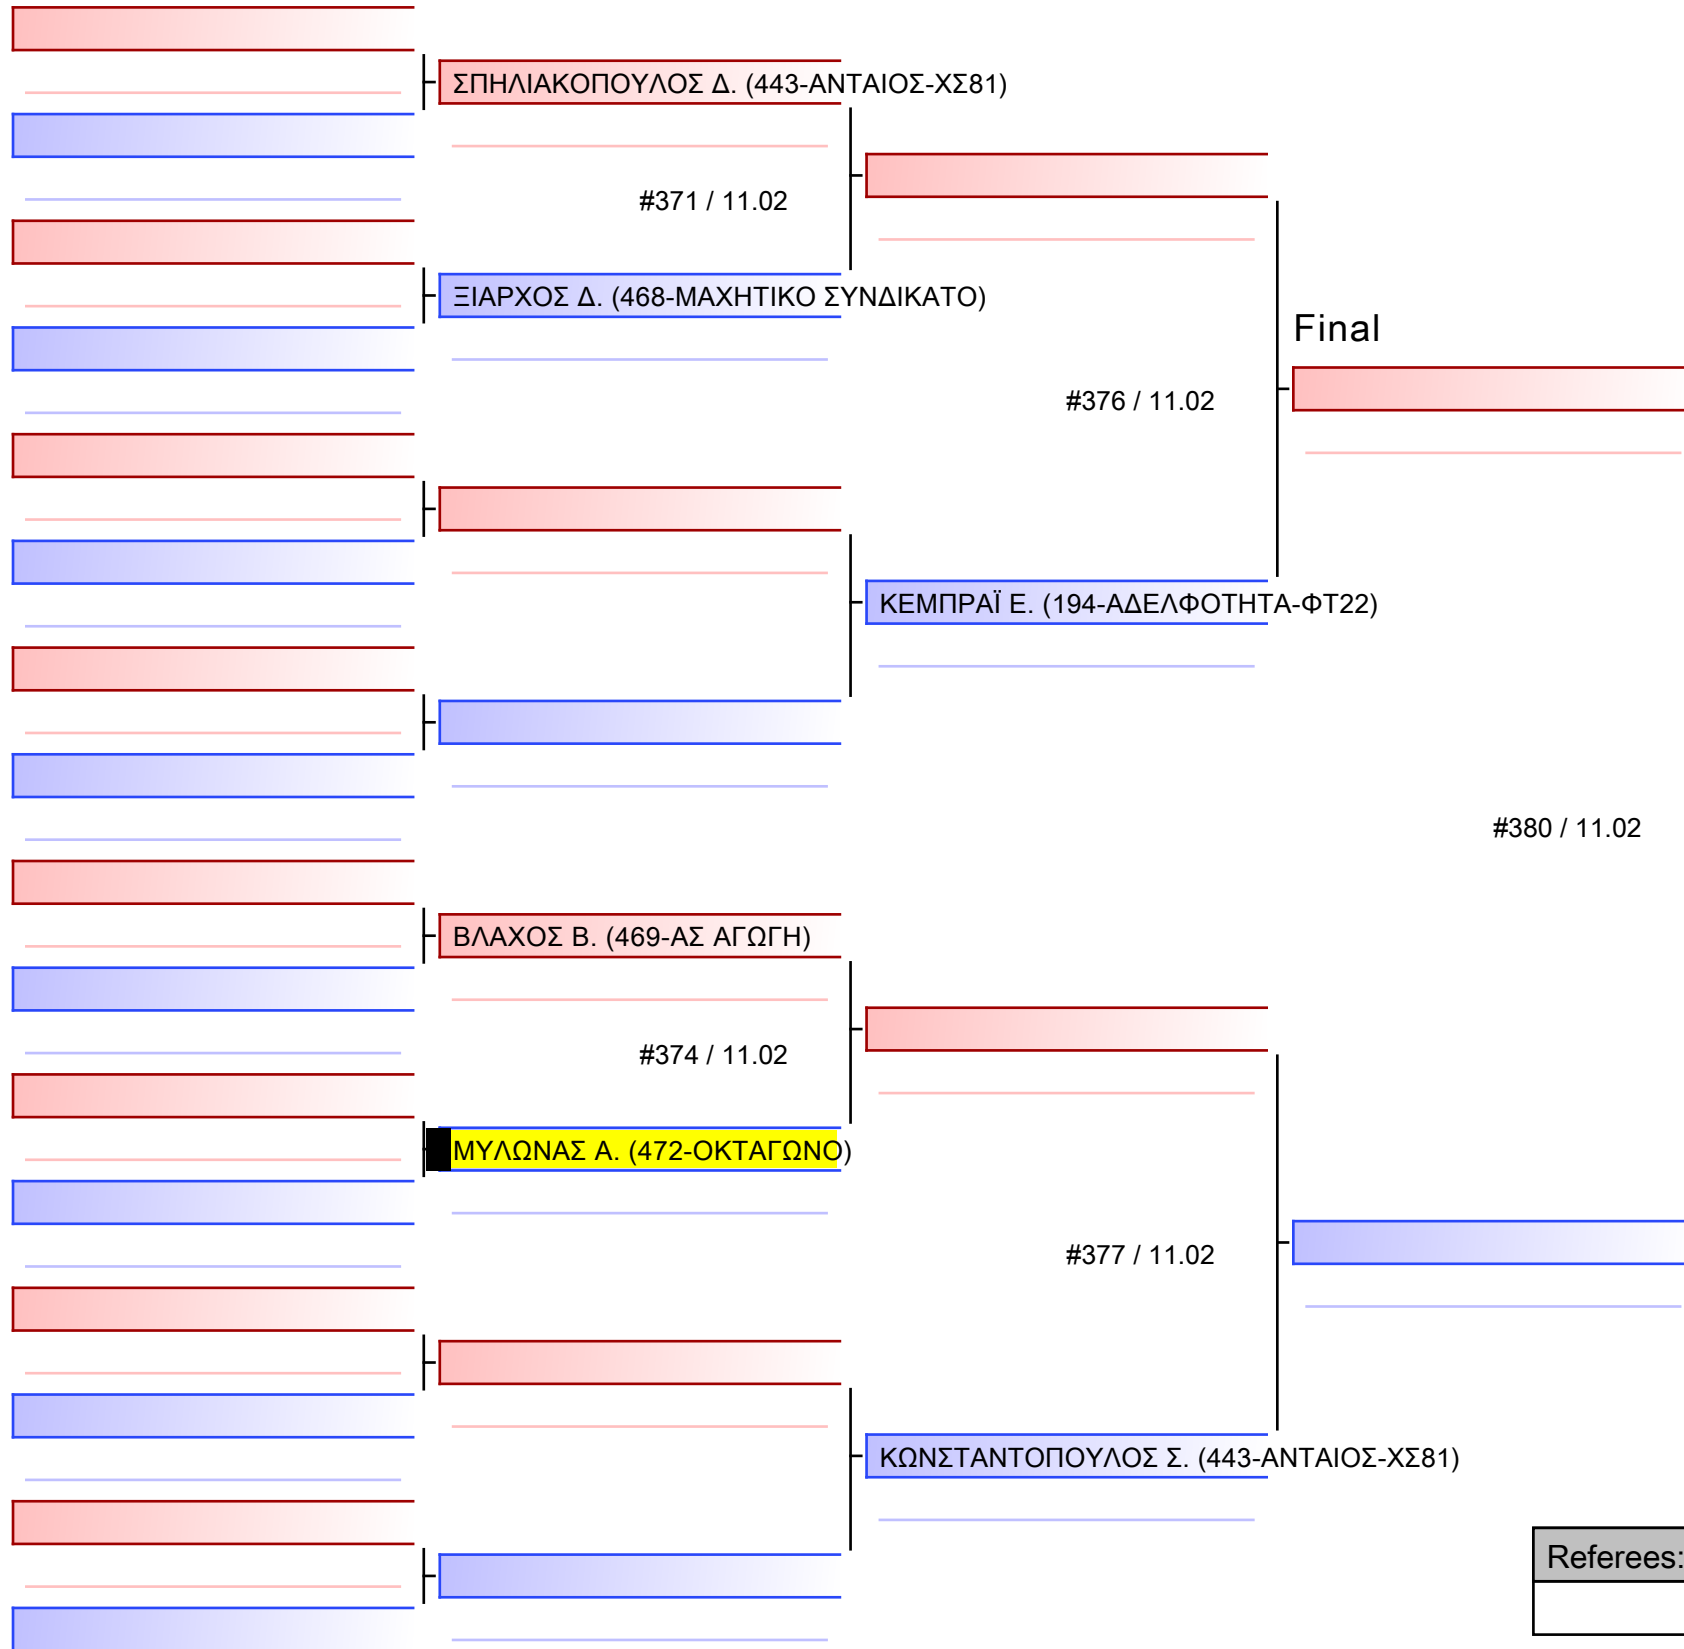 ΣΠΗΛΙΑΚΟΠΟΥΛΟΣ Δ. (443-ΑΝΤΑΙΟΣ-ΧΣ81)
#371 / 11.02
ΞΙΑΡΧΟΣ Δ. (468-ΜΑΧΗΤΙΚΟ ΣΥΝΔΙΚΑΤΟ)
Final
#376 / 11.02
ΚΕΜΠΡΑΪ Ε. (194-ΑΔΕΛΦΟΤΗΤΑ-ΦΤ22)
#380 / 11.02
ΒΛΑΧΟΣ Β. (469-ΑΣ ΑΓΩΓΗ)
#374 / 11.02
ΜΥΛΩΝΑΣ Α. (472-ΟΚΤΑΓΩΝΟ)
#377 / 11.02
ΚΩΝΣΤΑΝΤΟΠΟΥΛΟΣ Σ. (443-ΑΝΤΑΙΟΣ-ΧΣ81)
Referees: